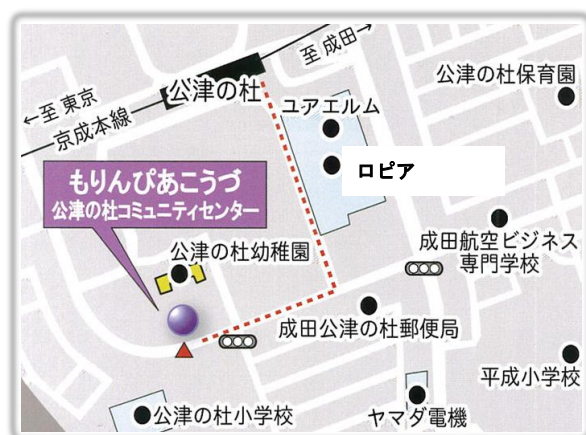 至 成田→
公津の杜保育園
公津の杜
ユアエルム
←至 東京
京成本線
ロピア
もりんぴあこうづ
公津の杜コミュニティセンター
成田航空ビジネス
専門学校
公津の杜幼稚園
成田公津の杜郵便局
平成小学校
公津の杜小学校
ヤマダ電機